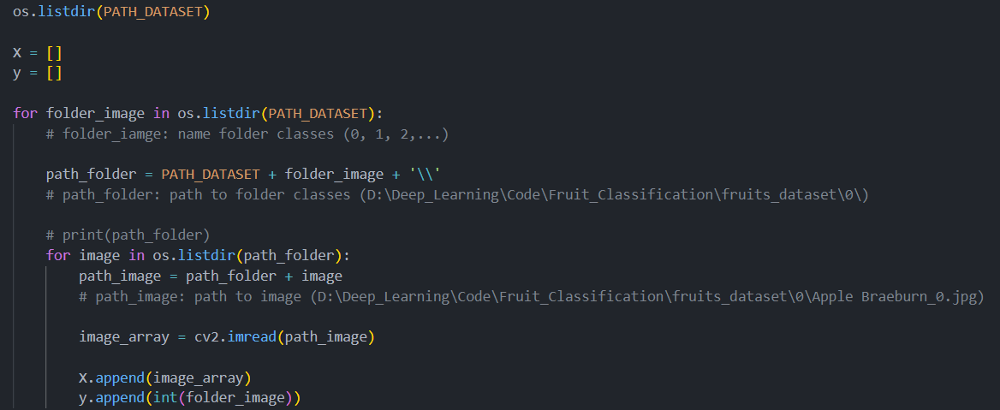 os.listdir(PATH_DATASET)
X = []
y = []
for folder_image in os.listdir(PATH_DATASET):
# folder_iamge: name folder classes (0, 1, 2,...)
path_folder = PATH_DATASET + folder_image + '\\'
# path_folder: path to folder classes (D:\Deep_Learning\Code\Fruit_Classification\fruits_dataset\0\)
# print(path_folder)
for image in os.listdir(path_folder):
path_image = path_folder + image
# path_image: path to image (D:\Deep_Learning\Code\Fruit_Classification\fruits_dataset\0\Apple Braeburn_0.jpg)
image_array = cv2.imread(path_image)
X.append(image_array)
y.append(int(folder_image))